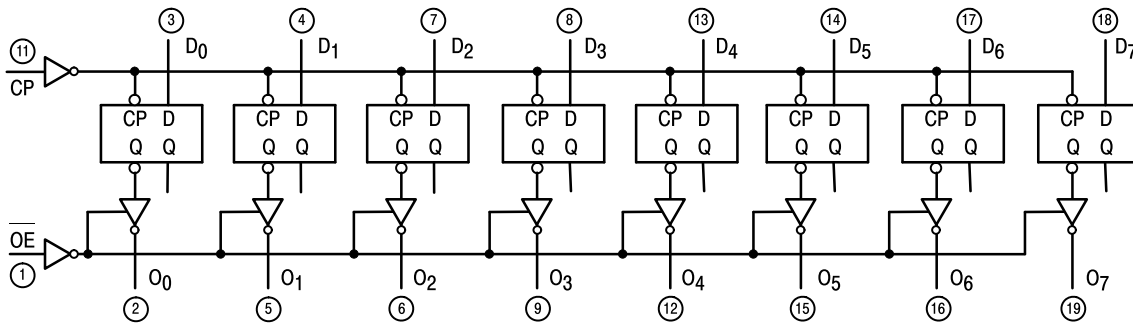 3 4 7 8 13 14 17 18
11 D0 D1 D2 D3 D4 D5 D6 D7
CP
CP D CP D CP D CP D CP D CP D CP D CP D
Q Q Q Q Q Q Q Q Q Q Q Q Q Q Q Q
OE
1 O0 O1 O2 O3 O4 O5 O6 O7
2 5 6 9 12 15 16 19